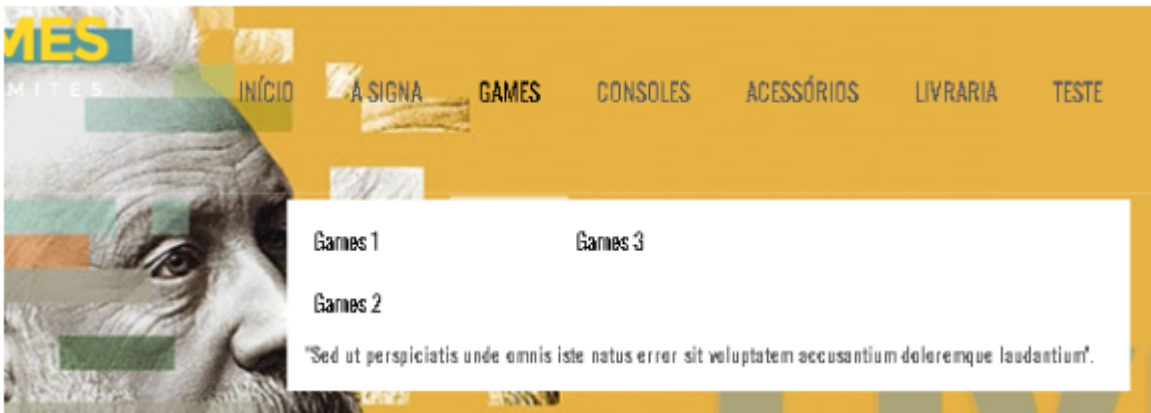 MES
MITES
INÍCIO A SIGNA GAMES CONSOLES ACESSÓRIOS LIVRARIA TESTE
Games 1 Games 3
Games 2
"Sed ut perspiciatis unde omnis iste natus error sit voluptatem accusantium doloremque laudantium".